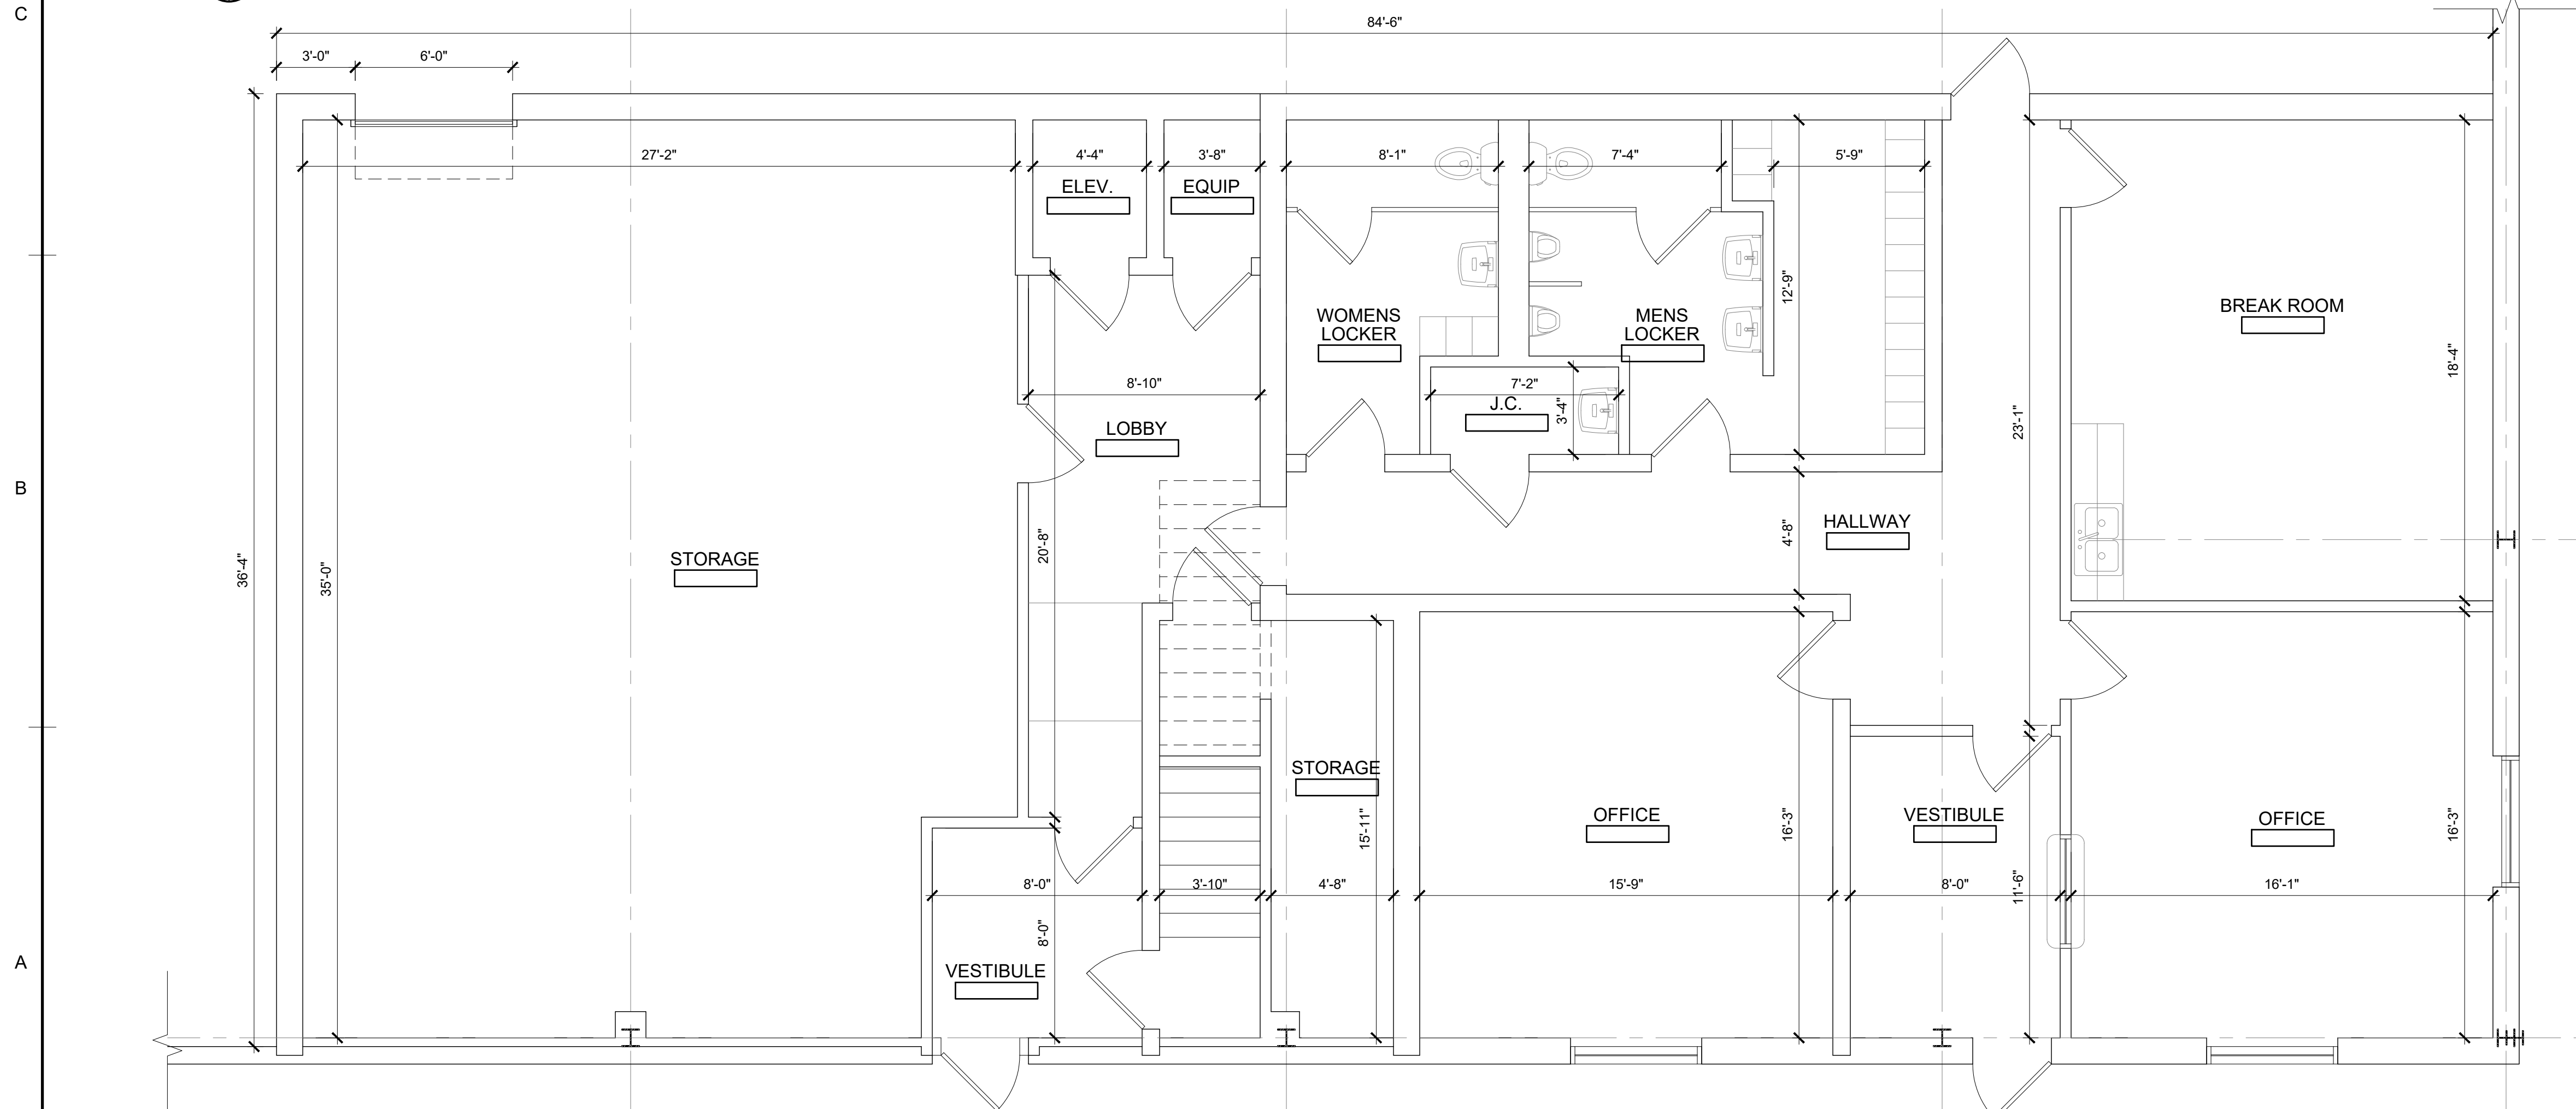 C
84'-6"
3'-0"
6'-0"
27'-2"
4'-4"
3'-8"
8'-1"
7'-4"
5'-9"
ELEV.
EQUIP
12'-9"
WOMENS
LOCKER
MENS
LOCKER
BREAK ROOM
18'-4"
8'-10"
7'-2"
J.C.
3'-4"
23'-1"
LOBBY
B
HALLWAY
4'-8"
20'-8"
STORAGE
36'-4"
35'-0"
STORAGE
15'-11"
OFFICE
16'-3"
VESTIBULE
OFFICE
16'-3"
8'-0"
3'-10"
4'-8"
15'-9"
8'-0"
11'-6"
16'-1"
8'-0"
A
VESTIBULE